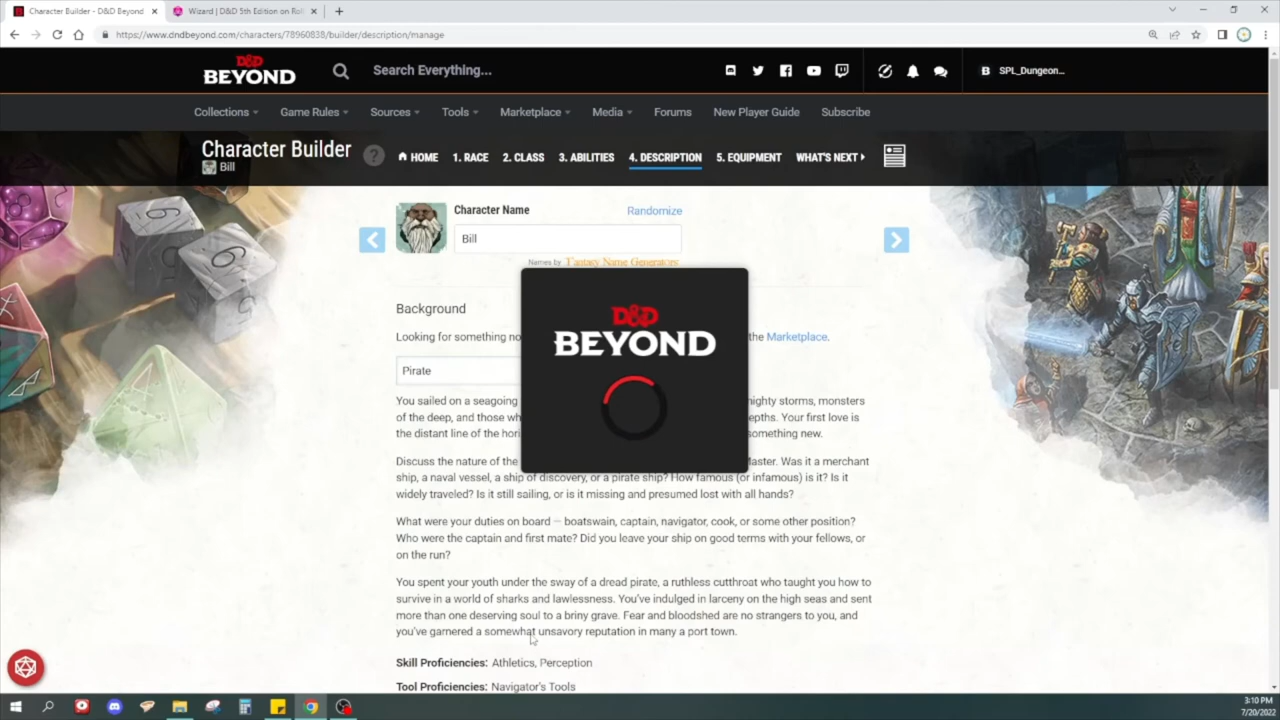 Character Builder - D&D Beyond
Wizard | D&D 5th Edition on Roll
https://www.dndbeyond.com/characters/78960838/builder/description/manage
D&D
BEYOND
Search Everything...
B SPL_Dungeon...
Collections Game Rules Sources Tools Marketplace Media Forums New Player Guide Subscribe
Character Builder
Bill
? HOME 1. RACE 2. CLASS 3. ABILITIES 4. DESCRIPTION 5. EQUIPMENT WHAT'S NEXT
Character Name Randomize
Bill
Names by Fantasy Name Generators
D&D
BEYOND
Background
Looking for something no the Marketplace.
Pirate
You sailed on a seagoing mighty storms, monsters
of the deep, and those wh epths. Your first love is
the distant line of the hori something new.
Discuss the nature of the Master. Was it a merchant
ship, a naval vessel, a ship of discovery, or a pirate ship? How famous (or infamous) is it? Is it
widely traveled? Is it still sailing, or is it missing and presumed lost with all hands?
What were your duties on board — boatswain, captain, navigator, cook, or some other position?
Who were the captain and first mate? Did you leave your ship on good terms with your fellows, or
on the run?
You spent your youth under the sway of a dread pirate, a ruthless cutthroat who taught you how to
survive in a world of sharks and lawlessness. You've indulged in larceny on the high seas and sent
more than one deserving soul to a briny grave. Fear and bloodshed are no strangers to you, and
you've garnered a somewhat unsavory reputation in many a port town.
Skill Proficiencies: Athletics, Perception
Tool Proficiencies: Navigator's Tools
3:10 PM
7/20/2022